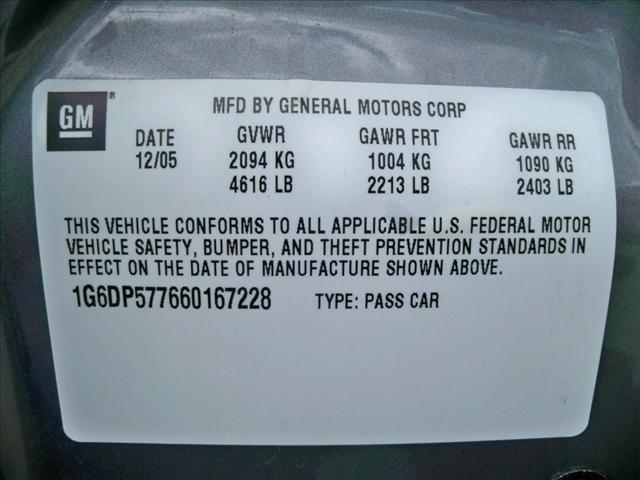 GM®
MFD BY GENERAL MOTORS CORP
DATE GVWR GAWR FRT GAWR RR
12/05 2094 KG 1004 KG 1090 KG
4616 LB 2213 LB 2403 LB
THIS VEHICLE CONFORMS TO ALL APPLICABLE U.S. FEDERAL MOTOR
VEHICLE SAFETY, BUMPER, AND THEFT PREVENTION STANDARDS IN
EFFECT ON THE DATE OF MANUFACTURE SHOWN ABOVE.
1G6DP577660167228 TYPE: PASS CAR